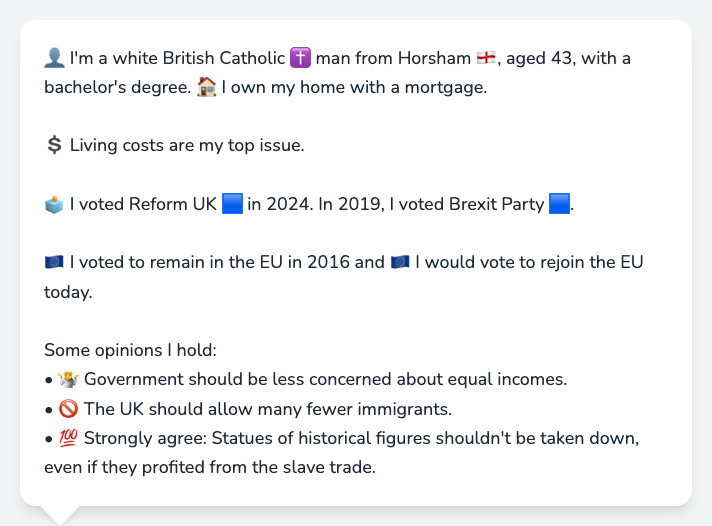 👤 I'm a white British Catholic ✝️ man from Horsham 🏴󠁧󠁢󠁥󠁮󠁧󠁿, aged 43, with a
bachelor's degree. 🏠 I own my home with a mortgage.
💲 Living costs are my top issue.
🗳️ I voted Reform UK 🟦 in 2024. In 2019, I voted Brexit Party 🟦.
🇪🇺 I voted to remain in the EU in 2016 and 🇪🇺 I would vote to rejoin the EU
today.
Some opinions I hold:
• 🤷 Government should be less concerned about equal incomes.
• 🚫 The UK should allow many fewer immigrants.
• 💯 Strongly agree: Statues of historical figures shouldn't be taken down,
even if they profited from the slave trade.